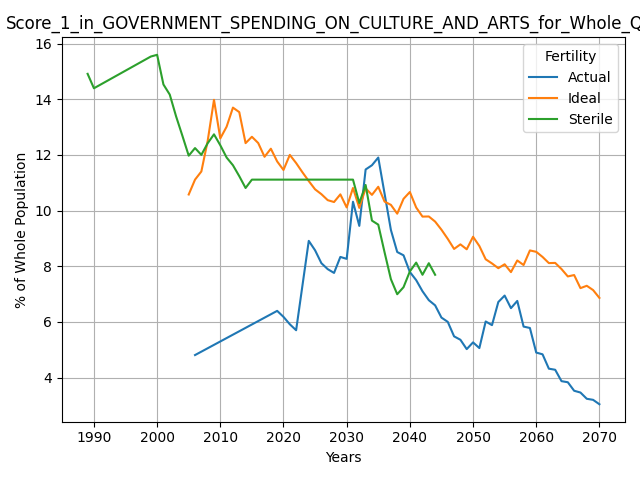 Score_1_in_GOVERNMENT_SPENDING_ON_CULTURE_AND_ARTS_for_Whole_Q
16
14
12
10
8
6
4
% of Whole Population
Fertility
Actual
Ideal
Sterile
1990 2000 2010 2020 2030 2040 2050 2060 2070
Years